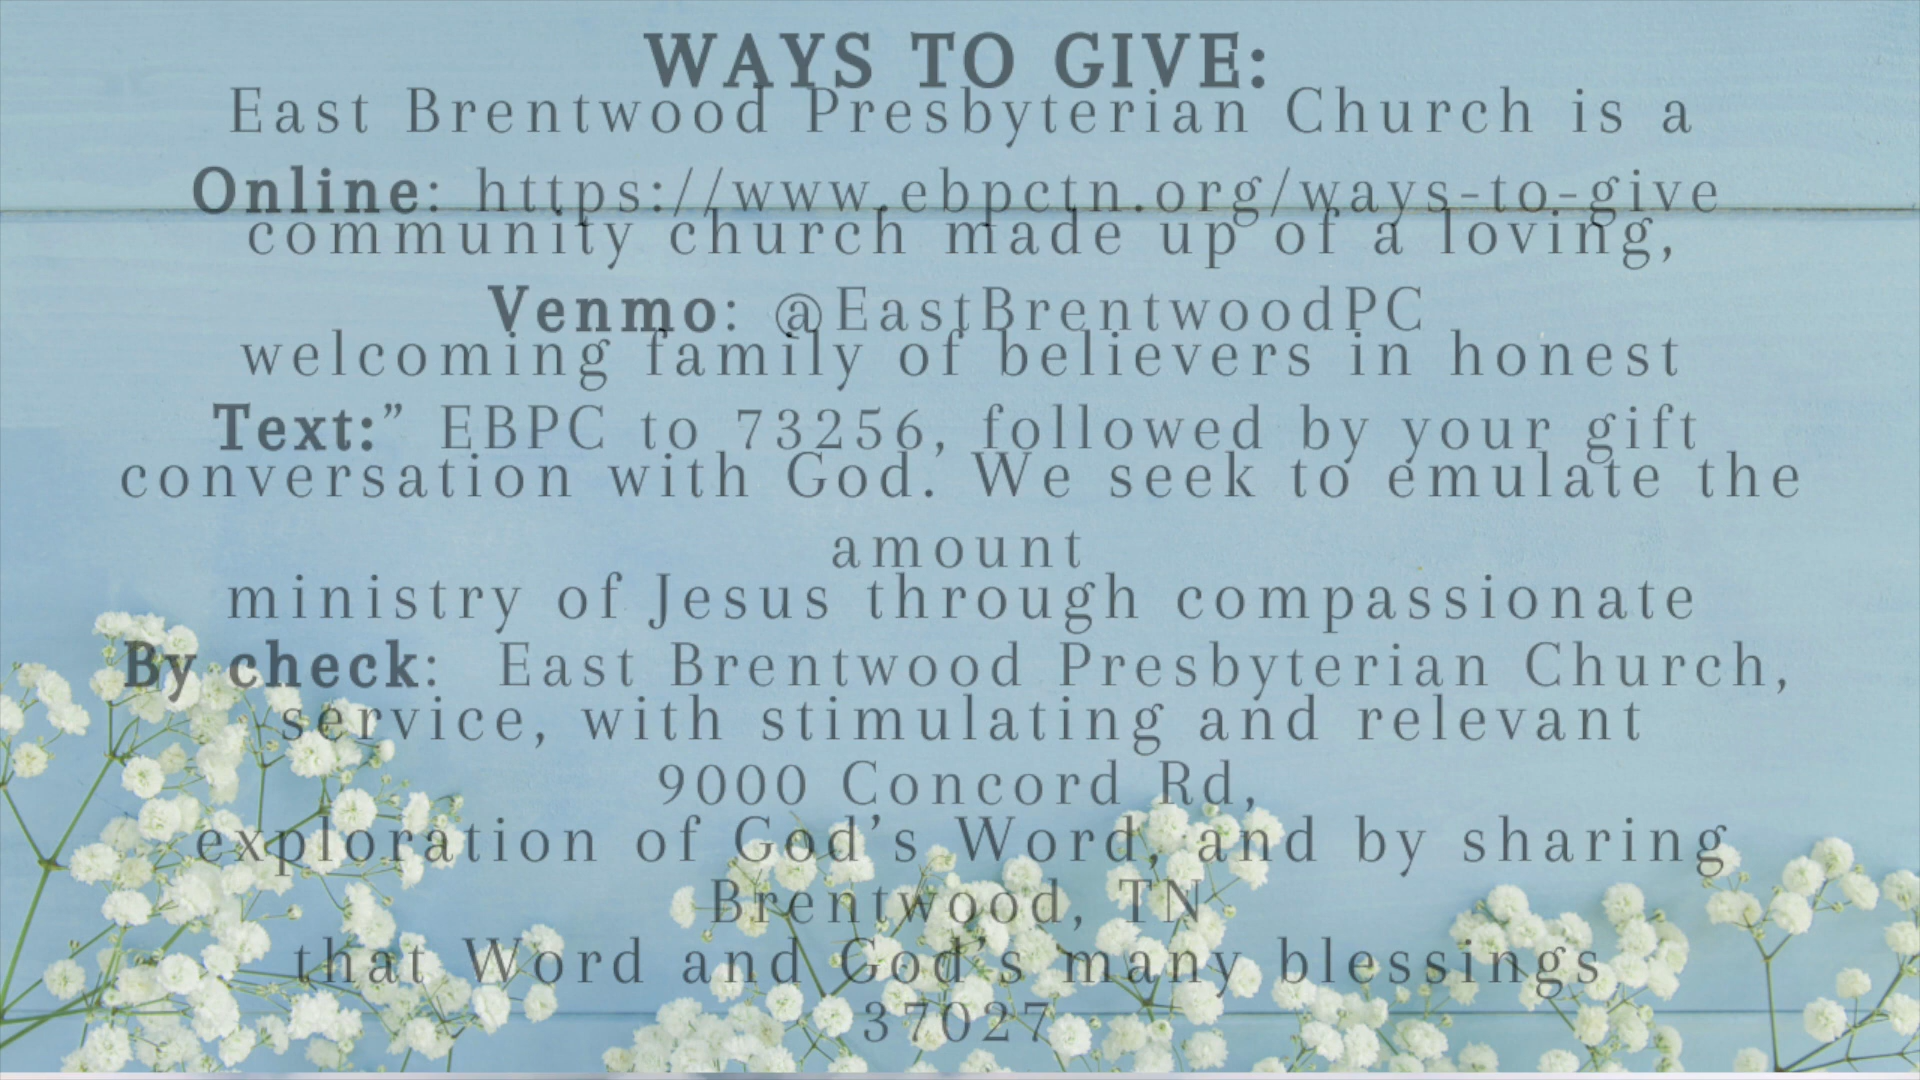 WAYS TO GIVE:
East Brentwood Presbyterian Church is a
Online: https://www.ebpctn.org/ways-to-give
community church made up of a loving,
Venmo: @EastBrentwoodPC
welcoming family of believers in honest
Text:” EBPC to 73256, followed by your gift
conversation with God. We seek to emulate the
amount
ministry of Jesus through compassionate
By check:  East Brentwood Presbyterian Church,
service, with stimulating and relevant
9000 Concord Rd,
exploration of God’s Word, and by sharing
Brentwood, TN
that Word and God’s many blessings
37027